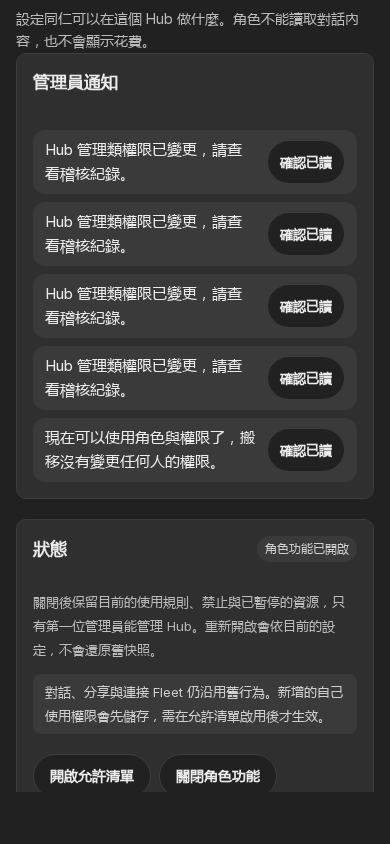 設定同仁可以在這個 Hub 做什麼。角色不能讀取對話內
容，也不會顯示花費。
管理員通知
Hub 管理類權限已變更，請查
看稽核紀錄。
確認已讀
Hub 管理類權限已變更，請查
看稽核紀錄。
確認已讀
Hub 管理類權限已變更，請查
看稽核紀錄。
確認已讀
Hub 管理類權限已變更，請查
看稽核紀錄。
確認已讀
現在可以使用角色與權限了，搬
移沒有變更任何人的權限。
確認已讀
狀態
角色功能已開啟
關閉後保留目前的使用規則、禁止與已暫停的資源，只
有第一位管理員能管理 Hub。重新開啟會依目前的設
定，不會還原舊快照。
對話、分享與連接 Fleet 仍沿用舊行為。新增的自己
使用權限會先儲存，需在允許清單啟用後才生效。
開啟允許清單
關閉角色功能